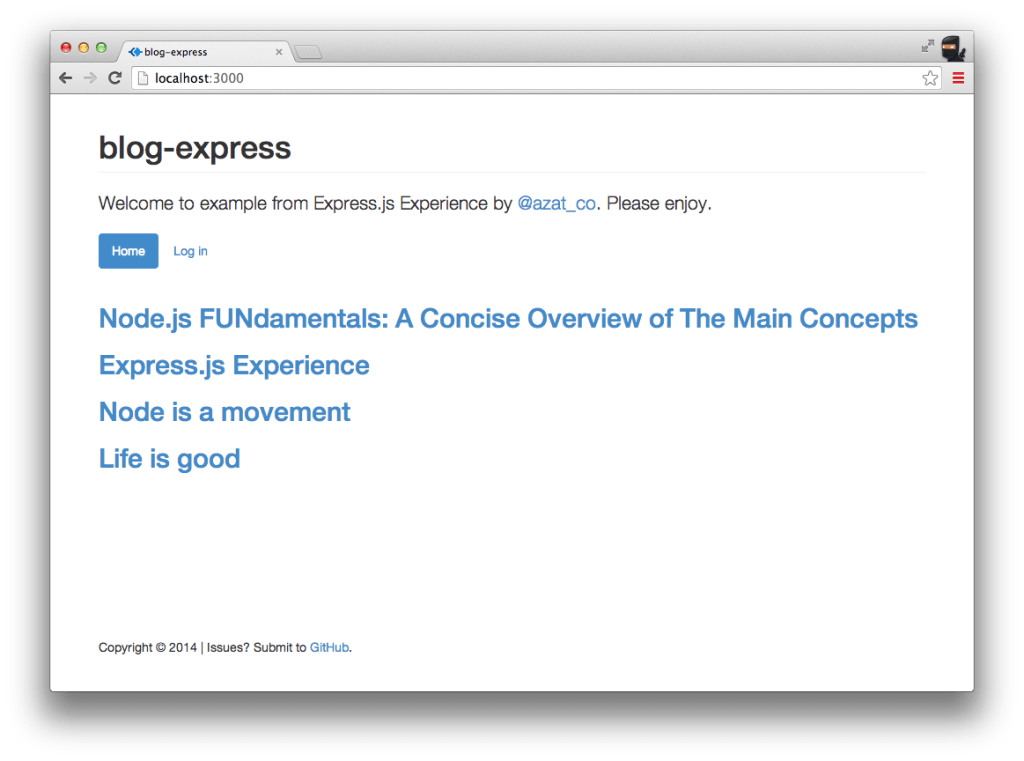 blog-express
localhost:3000
blog-express
Welcome to example from Express.js Experience by @azat_co. Please enjoy.
Home Log in
Node.js FUNdamentals: A Concise Overview of The Main Concepts
Express.js Experience
Node is a movement
Life is good
Copyright © 2014 | Issues? Submit to GitHub.